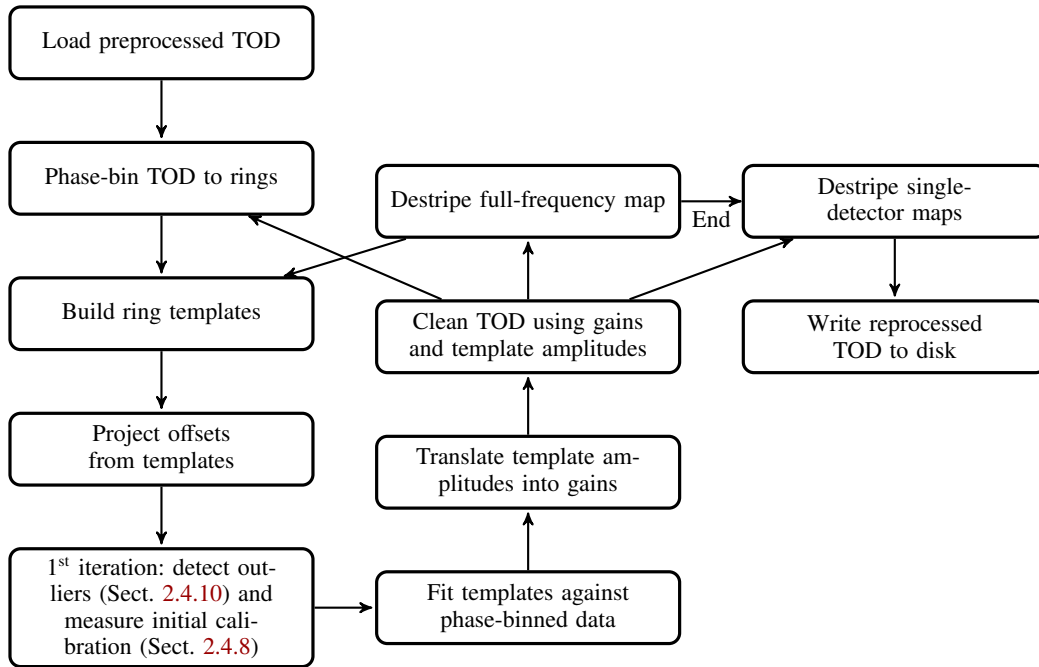 Load preprocessed TOD
Phase-bin TOD to rings
Build ring templates
Project offsets
from templates
1st iteration: detect out-
liers (Sect. 2.4.10) and
measure initial cali-
bration (Sect. 2.4.8)
Destripe full-frequency map
Clean TOD using gains
and template amplitudes
Translate template am-
plitudes into gains
Fit templates against
phase-binned data
End
Destripe single-
detector maps
Write reprocessed
TOD to disk